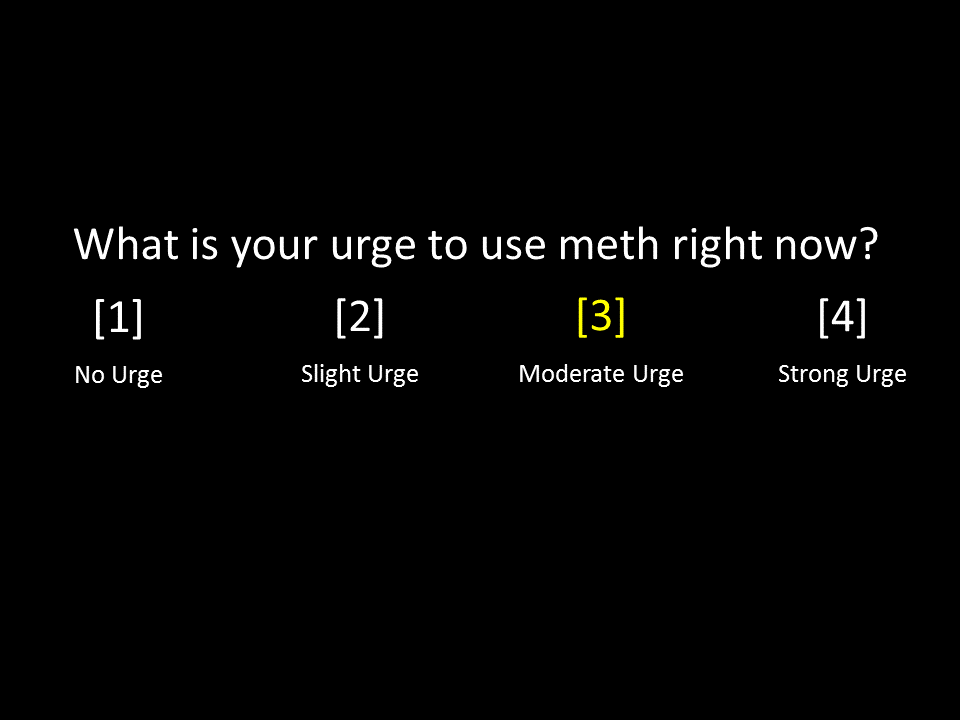 What is your urge to use meth right now?
[1] [2] [3] [4]
No Urge Slight Urge Moderate Urge Strong Urge